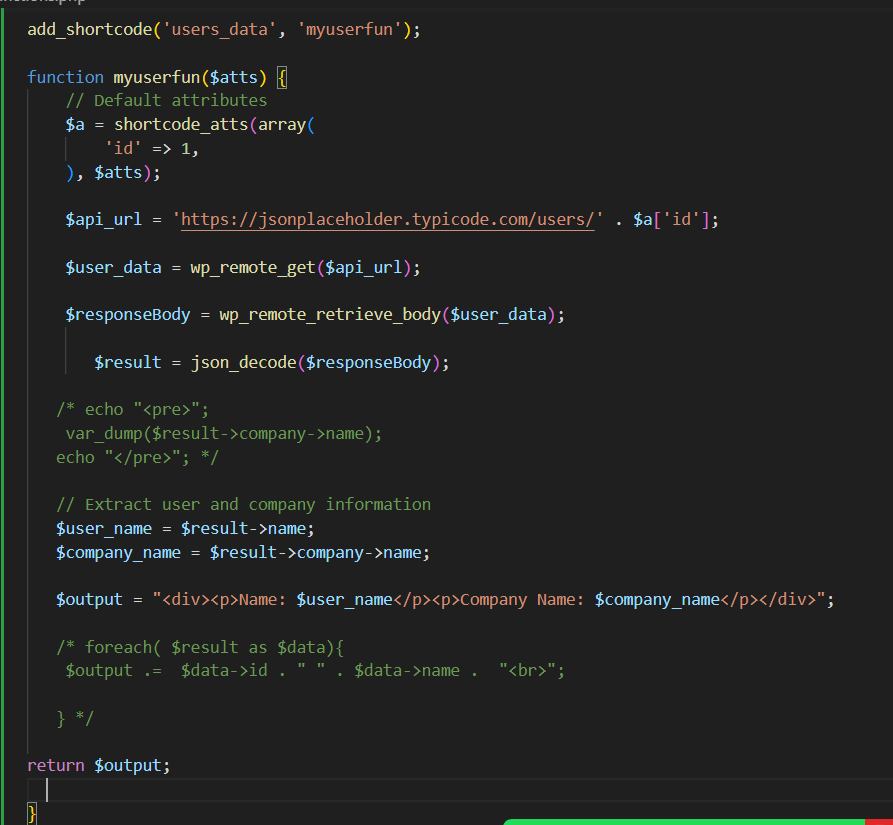 add_shortcode('users_data', 'myuserfun');
function myuserfun($atts) {
// Default attributes
$a = shortcode_atts(array(
'id' => 1,
), $atts);
$api_url = 'https://jsonplaceholder.typicode.com/users/' . $a['id'];
$user_data = wp_remote_get($api_url);
$responseBody = wp_remote_retrieve_body($user_data);
$result = json_decode($responseBody);
/* echo "<pre>";
var_dump($result->company->name);
echo "</pre>"; */
// Extract user and company information
$user_name = $result->name;
$company_name = $result->company->name;
$output = "<div><p>Name: $user_name</p><p>Company Name: $company_name</p></div>";
/* foreach( $result as $data){
$output .=  $data->id . " " . $data->name .  "<br>";
} */
return $output;
}